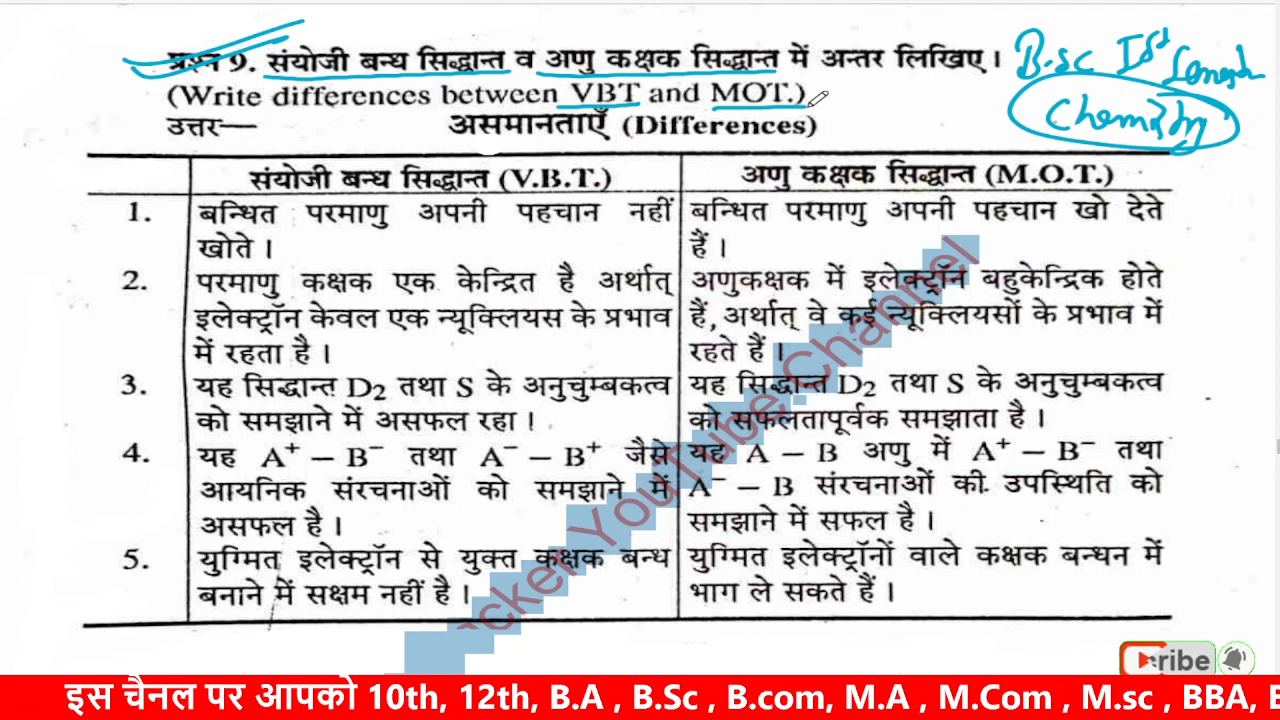 प्रश्न 9. संयोजी बन्ध सिद्धान्त व अणु कक्षक सिद्धान्त में अन्तर लिखिए।
(Write differences between VBT and MOT.)
B.sc Ist
Chemistry
उत्तर—
असमानताएँ (Differences)
संयोजी बन्ध सिद्धान्त (V.B.T.)
अणु कक्षक सिद्धान्त (M.O.T.)
1.
बन्धित परमाणु अपनी पहचान नहीं
खोते।
बन्धित परमाणु अपनी पहचान खो देते
हैं।
2.
परमाणु कक्षक एक केन्द्रित है अर्थात्
इलेक्ट्रॉन केवल एक न्यूक्लियस के प्रभाव
में रहता है।
अणुकक्षक में इलेक्ट्रॉन बहुकेन्द्रिक होते
हैं, अर्थात् वे कई न्यूक्लियसों के प्रभाव में
रहते हैं।
3.
यह सिद्धान्त D₂ तथा S के अनुचुम्बकत्व
को समझाने में असफल रहा।
यह सिद्धान्त D₂ तथा S के अनुचुम्बकत्व
को सफलतापूर्वक समझाता है।
4.
यह A⁺ – B⁻ तथा A⁻ – B⁺ जैसे
आयनिक संरचनाओं को समझाने में
असफल है।
यह A – B अणु में A⁺ – B⁻ तथा
A⁻ – B संरचनाओं की उपस्थिति को
समझाने में सफल है।
5.
युग्मित इलेक्ट्रॉन से युक्त कक्षक बन्ध
बनाने में सक्षम नहीं है।
युग्मित इलेक्ट्रॉनों वाले कक्षक बन्धन में
भाग ले सकते हैं।
YouTube Channel
ribe
इस चैनल पर आपको 10th, 12th, B.A , B.Sc , B.com, M.A , M.Com , M.sc , BBA,